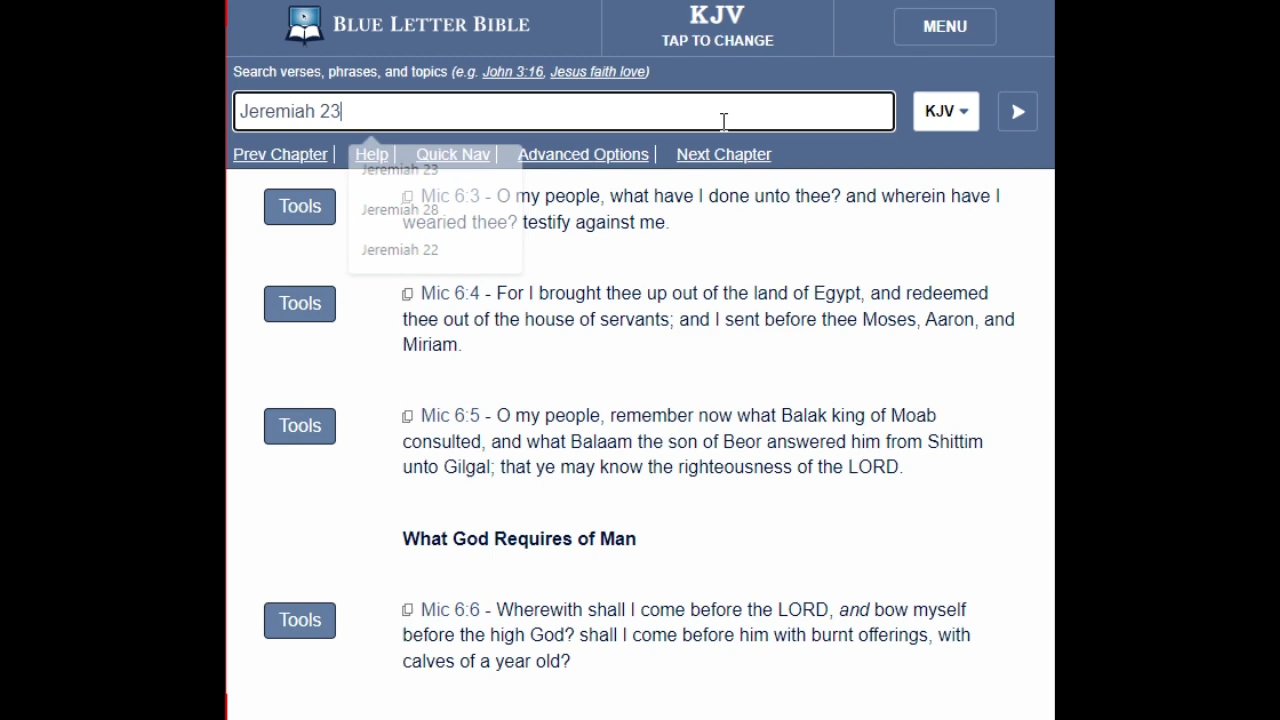 BLUE LETTER BIBLE
KJV
TAP TO CHANGE
MENU
Search verses, phrases, and topics (e.g. John 3:16, Jesus faith love)
Jeremiah 23
KJV
Prev Chapter | Help | Quick Nav | Advanced Options | Next Chapter
Jeremiah 23
Jeremiah 28
Jeremiah 22
Tools
Mic 6:3 - O my people, what have I done unto thee? and wherein have I
wearied thee? testify against me.
Tools
Mic 6:4 - For I brought thee up out of the land of Egypt, and redeemed
thee out of the house of servants; and I sent before thee Moses, Aaron, and
Miriam.
Tools
Mic 6:5 - O my people, remember now what Balak king of Moab
consulted, and what Balaam the son of Beor answered him from Shittim
unto Gilgal; that ye may know the righteousness of the LORD.
What God Requires of Man
Tools
Mic 6:6 - Wherewith shall I come before the LORD, and bow myself
before the high God? shall I come before him with burnt offerings, with
calves of a year old?